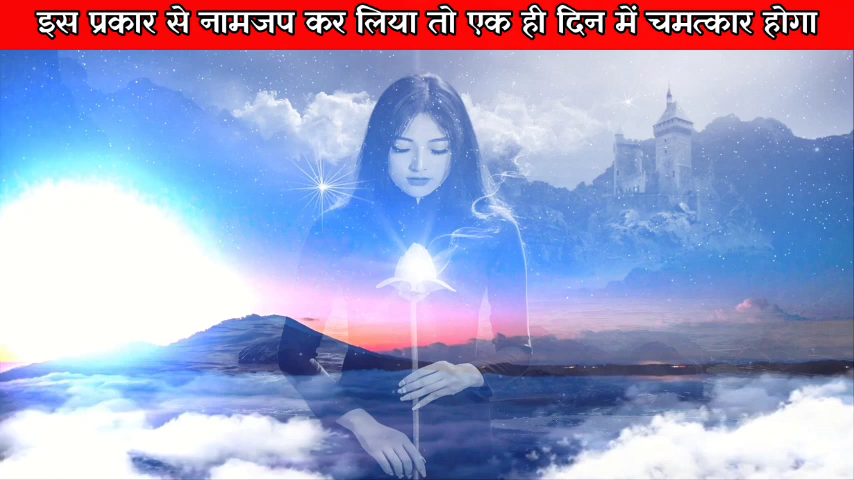 इस प्रकार से नामजप कर लिया तो एक ही दिन में चमत्कार होगा